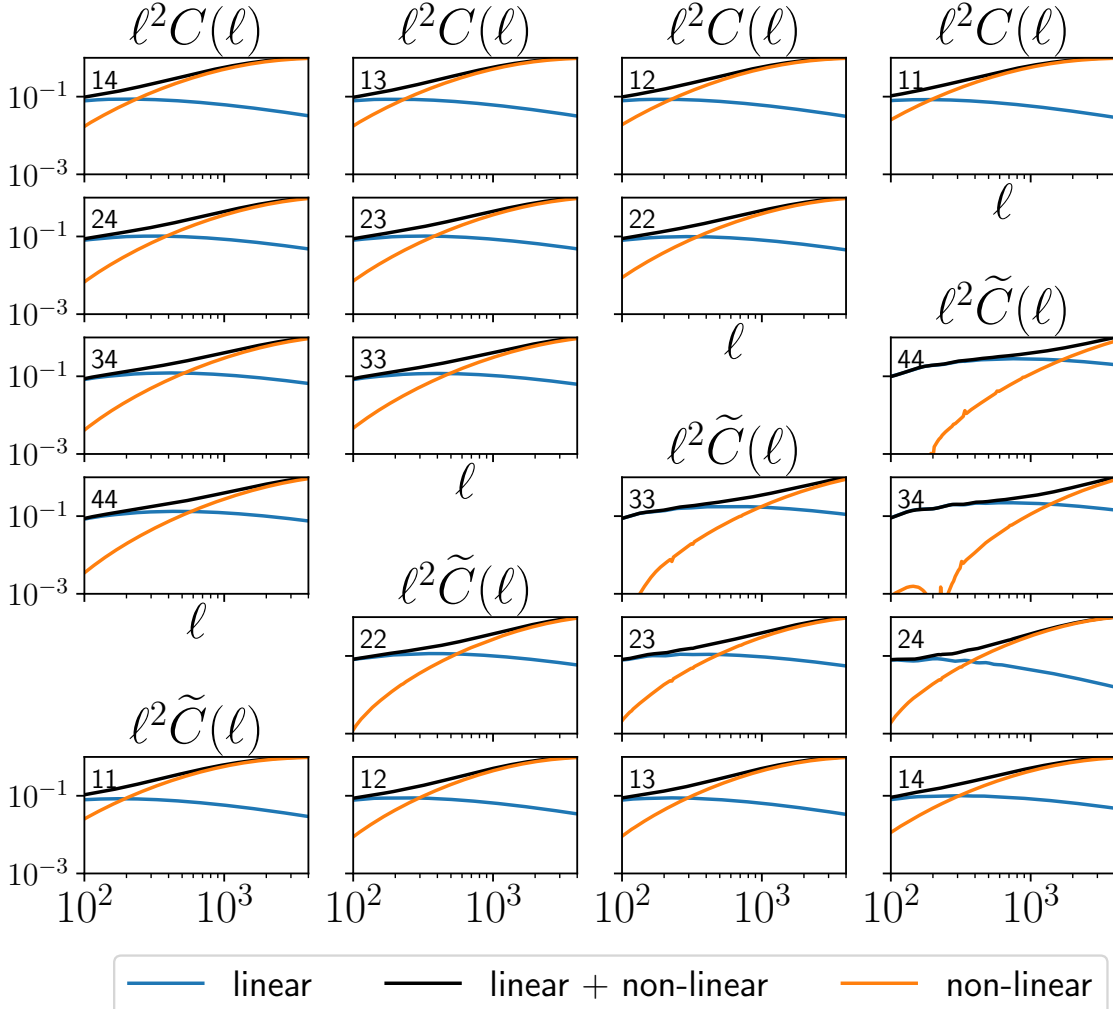 ℓ²C(ℓ) ℓ²C(ℓ) ℓ²C(ℓ) ℓ²C(ℓ)
14 13 12 11
10⁻¹
10⁻³
ℓ
24 23 22
10⁻¹
10⁻³
ℓ
ℓ²C̃(ℓ)
34 33 44
10⁻¹
10⁻³
ℓ
ℓ²C̃(ℓ)
44 33 34
10⁻¹
10⁻³
ℓ
ℓ²C̃(ℓ)
22 23 24
ℓ²C̃(ℓ)
11 12 13 14
10⁻¹
10⁻³
10² 10³ 10² 10³ 10² 10³ 10² 10³
linear linear + non-linear non-linear